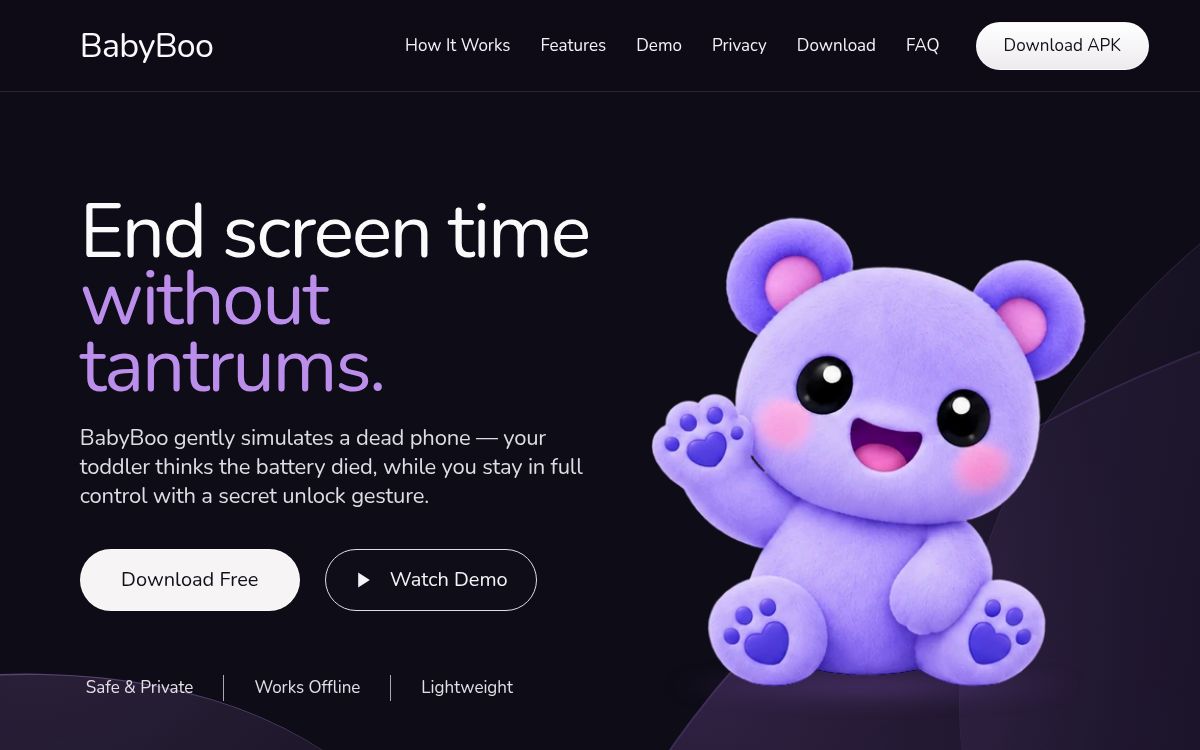 BabyBoo
How It Works
Features
Demo
Privacy
Download
FAQ
Download APK
End screen time
without
tantrums.
BabyBoo gently simulates a dead phone — your
toddler thinks the battery died, while you stay in full
control with a secret unlock gesture.
Download Free
Watch Demo
Safe & Private
Works Offline
Lightweight